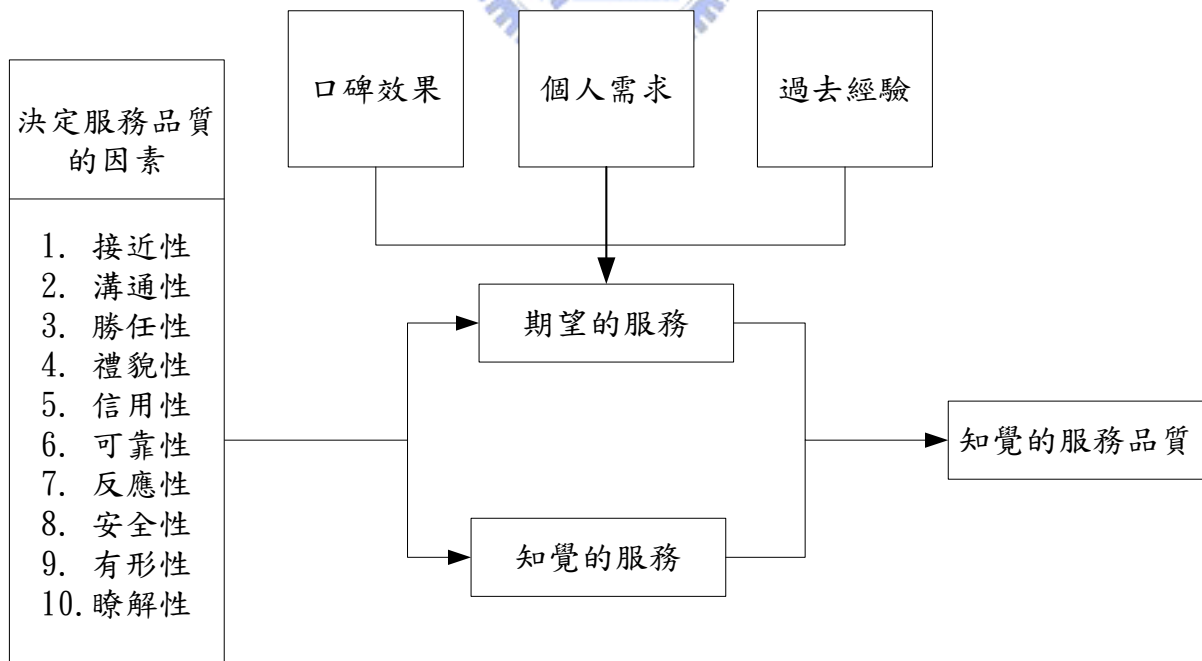 決定服務品質
的因素
1. 接近性
2. 溝通性
3. 勝任性
4. 禮貌性
5. 信用性
6. 可靠性
7. 反應性
8. 安全性
9. 有形性
10.瞭解性
口碑效果
個人需求
過去經驗
期望的服務
知覺的服務
知覺的服務品質